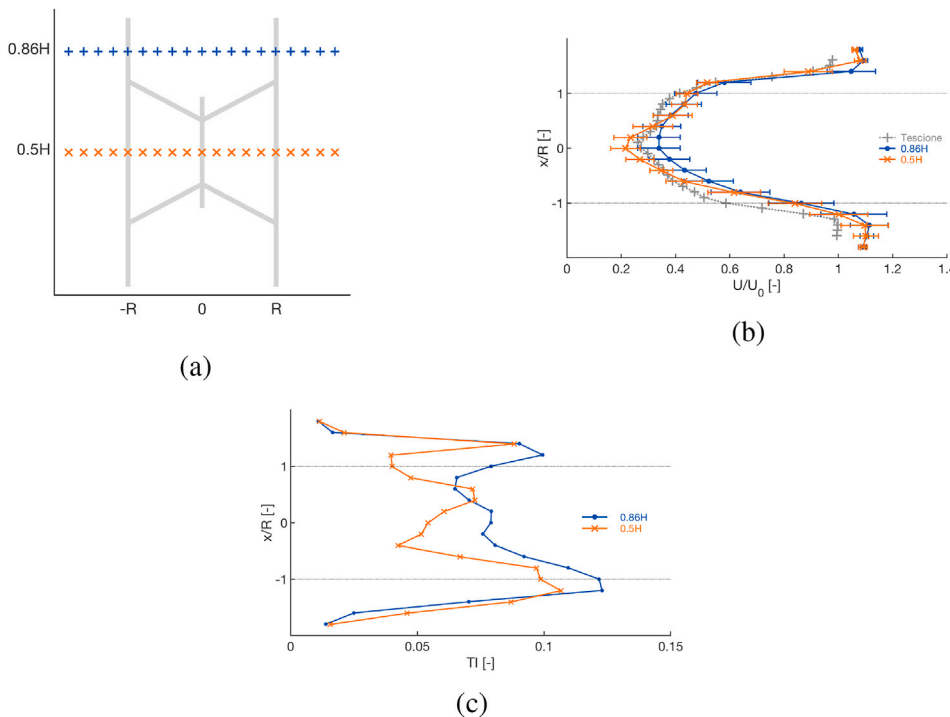 0.86H
0.5H
-R 0 R
(a)
x/R [-]
1
0
-1
Tescione
0.86H
0.5H
0 0.2 0.4 0.6 0.8 1 1.2 1.4
U/U₀ [-]
(b)
x/R [-]
1
0
-1
0.86H
0.5H
0 0.05 0.1 0.15
TI [-]
(c)